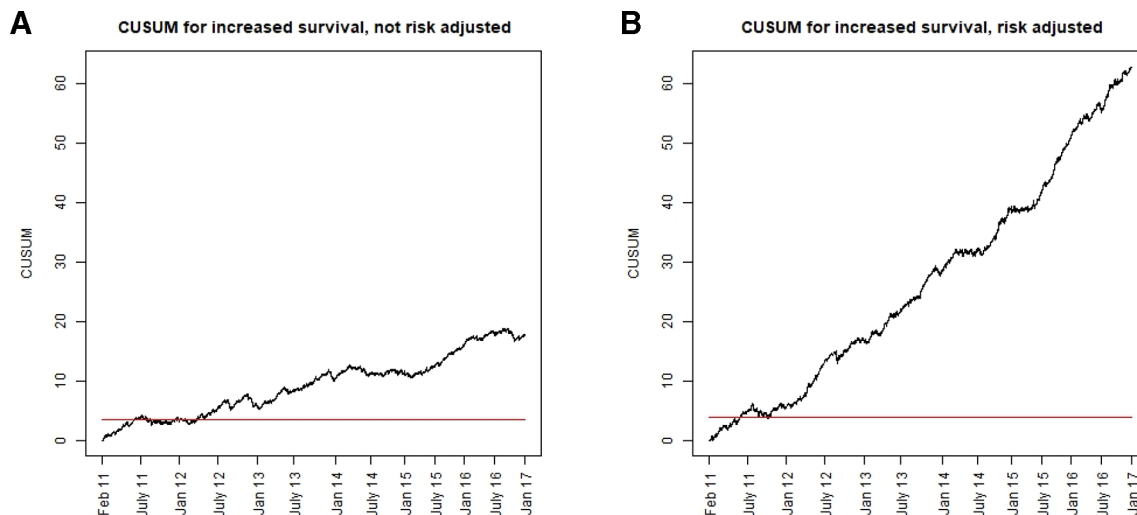 A
CUSUM for increased survival, not risk adjusted
CUSUM
60
50
40
30
20
10
0
Feb 11
July 11
Jan 12
July 12
Jan 13
July 13
Jan 14
July 14
Jan 15
July 15
Jan 16
July 16
Jan 17
B
CUSUM for increased survival, risk adjusted
CUSUM
60
50
40
30
20
10
0
Feb 11
July 11
Jan 12
July 12
Jan 13
July 13
Jan 14
July 14
Jan 15
July 15
Jan 16
July 16
Jan 17